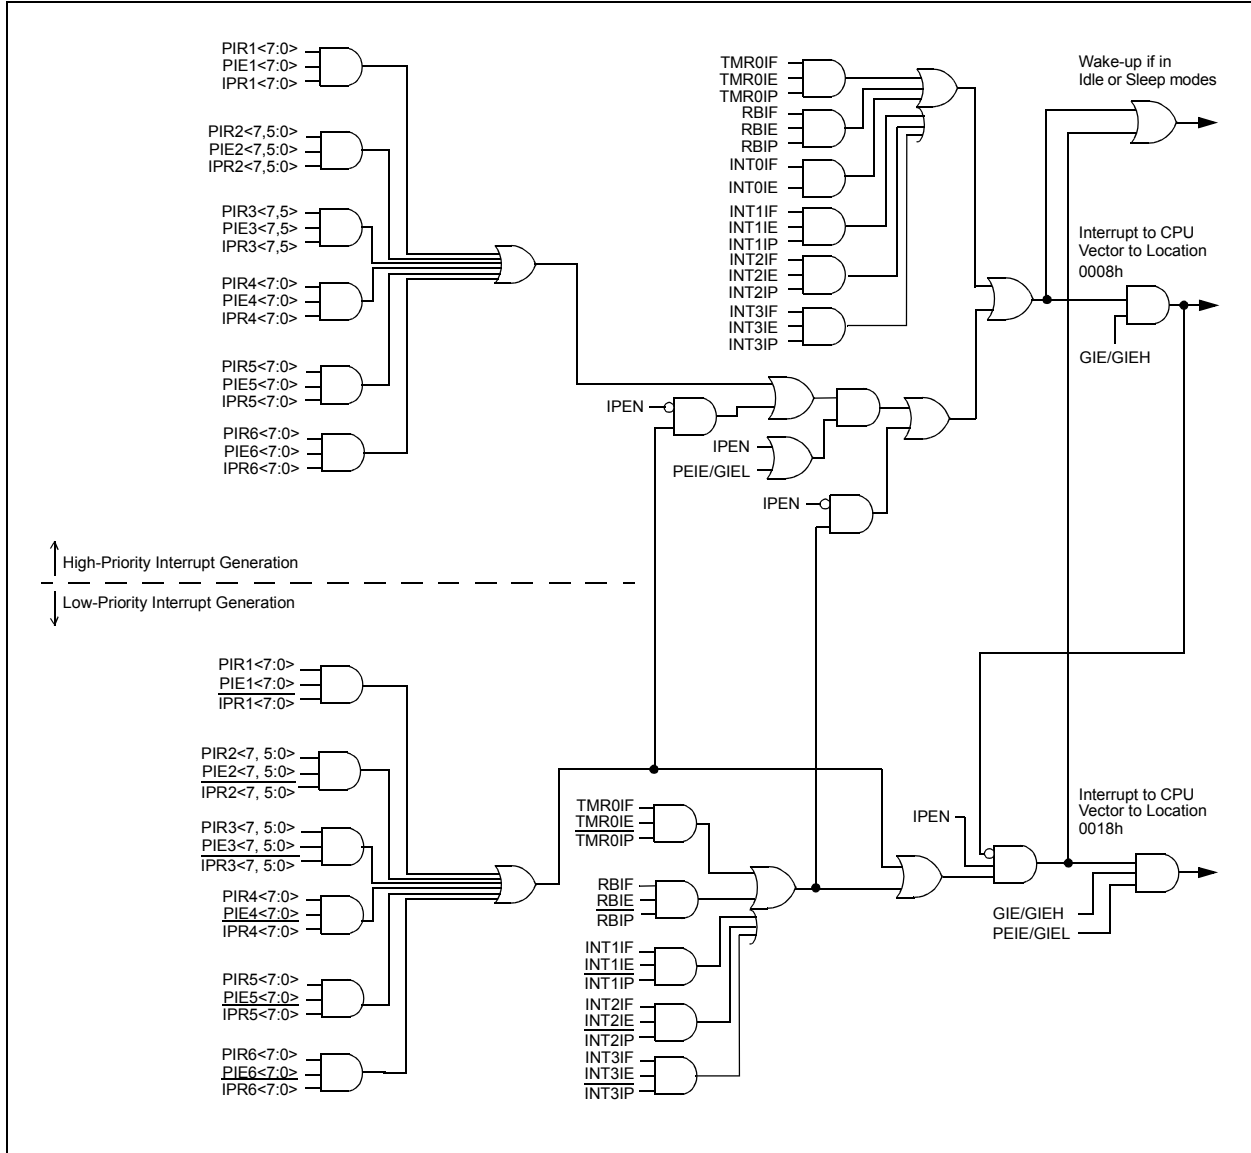 PIR1<7:0>
PIE1<7:0>
IPR1<7:0>
PIR2<7,5:0>
PIE2<7,5:0>
IPR2<7,5:0>
PIR3<7,5>
PIE3<7,5>
IPR3<7,5>
PIR4<7:0>
PIE4<7:0>
IPR4<7:0>
PIR5<7:0>
PIE5<7:0>
IPR5<7:0>
PIR6<7:0>
PIE6<7:0>
IPR6<7:0>
TMR0IF
TMR0IE
TMR0IP
RBIF
RBIE
RBIP
INT0IF
INT0IE
INT1IF
INT1IE
INT1IP
INT2IF
INT2IE
INT2IP
INT3IF
INT3IE
INT3IP
Wake-up if in
Idle or Sleep modes
Interrupt to CPU
Vector to Location
0008h
GIE/GIEH
IPEN
IPEN
PEIE/GIEL
IPEN
High-Priority Interrupt Generation
Low-Priority Interrupt Generation
PIR1<7:0>
PIE1<7:0>
IPR1<7:0>
PIR2<7, 5:0>
PIE2<7, 5:0>
IPR2<7, 5:0>
PIR3<7, 5:0>
PIE3<7, 5:0>
IPR3<7, 5:0>
PIR4<7:0>
PIE4<7:0>
IPR4<7:0>
PIR5<7:0>
PIE5<7:0>
IPR5<7:0>
PIR6<7:0>
PIE6<7:0>
IPR6<7:0>
TMR0IF
TMR0IE
TMR0IP
RBIF
RBIE
RBIP
INT1IF
INT1IE
INT1IP
INT2IF
INT2IE
INT2IP
INT3IF
INT3IE
INT3IP
IPEN
Interrupt to CPU
Vector to Location
0018h
GIE/GIEH
PEIE/GIEL